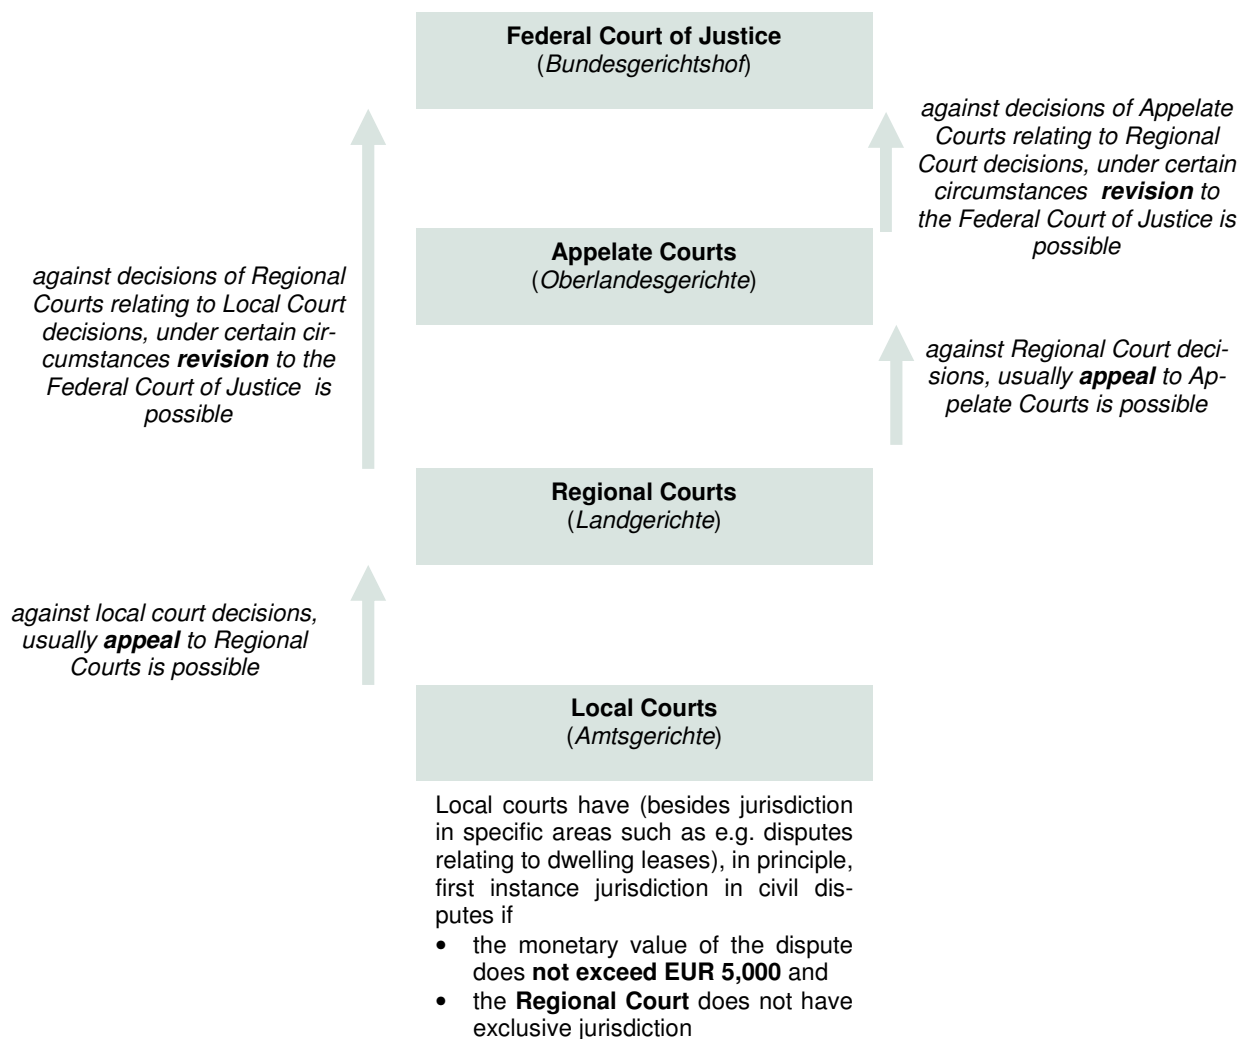 Federal Court of Justice
(Bundesgerichtshof)
against decisions of Appelate
Courts relating to Regional
Court decisions, under certain
circumstances revision to
the Federal Court of Justice is
possible
Appelate Courts
(Oberlandesgerichte)
against decisions of Regional
Courts relating to Local Court
decisions, under certain cir-
cumstances revision to the
Federal Court of Justice is
possible
against Regional Court deci-
sions, usually appeal to Ap-
pelate Courts is possible
Regional Courts
(Landgerichte)
against local court decisions,
usually appeal to Regional
Courts is possible
Local Courts
(Amtsgerichte)
Local courts have (besides jurisdiction
in specific areas such as e.g. disputes
relating to dwelling leases), in principle,
first instance jurisdiction in civil dis-
putes if
• the monetary value of the dispute
does not exceed EUR 5,000 and
• the Regional Court does not have
exclusive jurisdiction